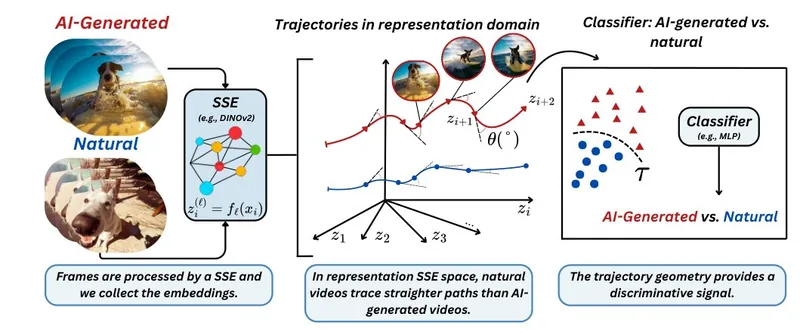 AI-Generated
Natural
SSE
(e.g., DINOv2)
z_i^{(ℓ)} = f_ℓ(x_i)
Frames are processed by a SSE and
we collect the embeddings.
Trajectories in representation domain
z_{i+1}
z_{i+2}
θ(°)
z_i
z_1
z_2
z_3
...
In representation SSE space, natural
videos trace straighter paths than AI-
generated videos.
Classifier: AI-generated vs.
natural
Classifier
(e.g., MLP)
τ
AI-Generated vs. Natural
The trajectory geometry provides a
discriminative signal.